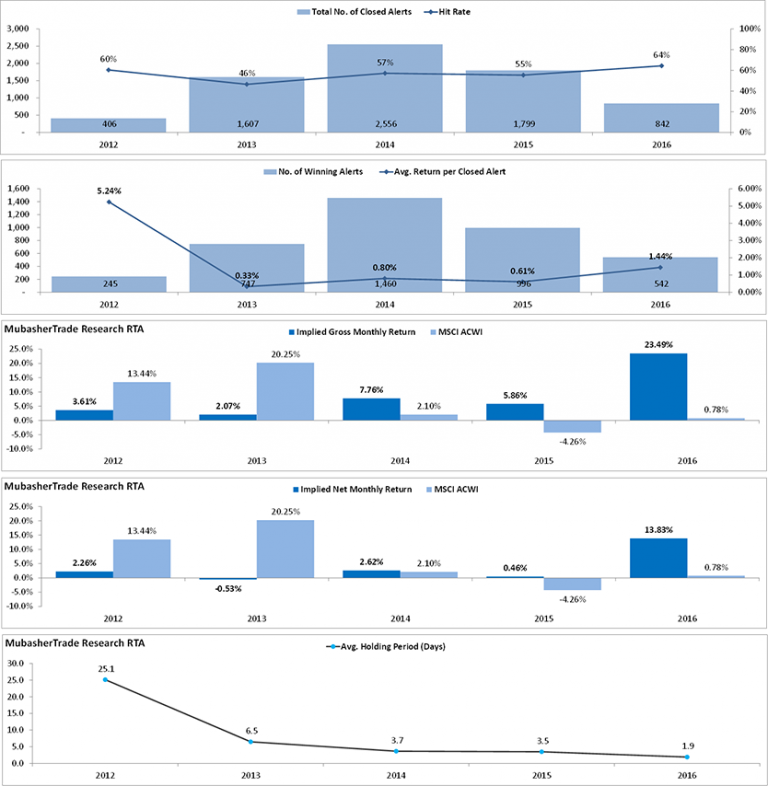 Total No. of Closed Alerts Hit Rate
3,000 100%
2,500 80%
2,000 60%
1,500 40%
1,000 20%
500 0%
-
60% 46% 57% 55% 64%
406 1,607 2,556 1,799 842
2012 2013 2014 2015 2016
No. of Winning Alerts Avg. Return per Closed Alert
1,600 6.00%
1,400 5.00%
1,200 4.00%
1,000 3.00%
800 2.00%
600 1.00%
400 0.00%
200
-
5.24% 0.33% 0.80% 0.61% 1.44%
245 747 1,460 996 542
2012 2013 2014 2015 2016
MubasherTrade Research RTA
Implied Gross Monthly Return MSCI ACWI
25.0%
20.0%
15.0%
10.0%
5.0%
0.0%
-5.0%
-10.0%
3.61% 13.44% 2.07% 20.25% 7.76% 2.10% 5.86% -4.26% 23.49% 0.78%
2012 2013 2014 2015 2016
MubasherTrade Research RTA
Implied Net Monthly Return MSCI ACWI
25.0%
20.0%
15.0%
10.0%
5.0%
0.0%
-5.0%
-10.0%
2.26% 13.44% -0.53% 20.25% 2.62% 2.10% 0.46% -4.26% 13.83% 0.78%
2012 2013 2014 2015 2016
MubasherTrade Research RTA
Avg. Holding Period (Days)
30.0
25.0
20.0
15.0
10.0
5.0
0.0
25.1 6.5 3.7 3.5 1.9
2012 2013 2014 2015 2016